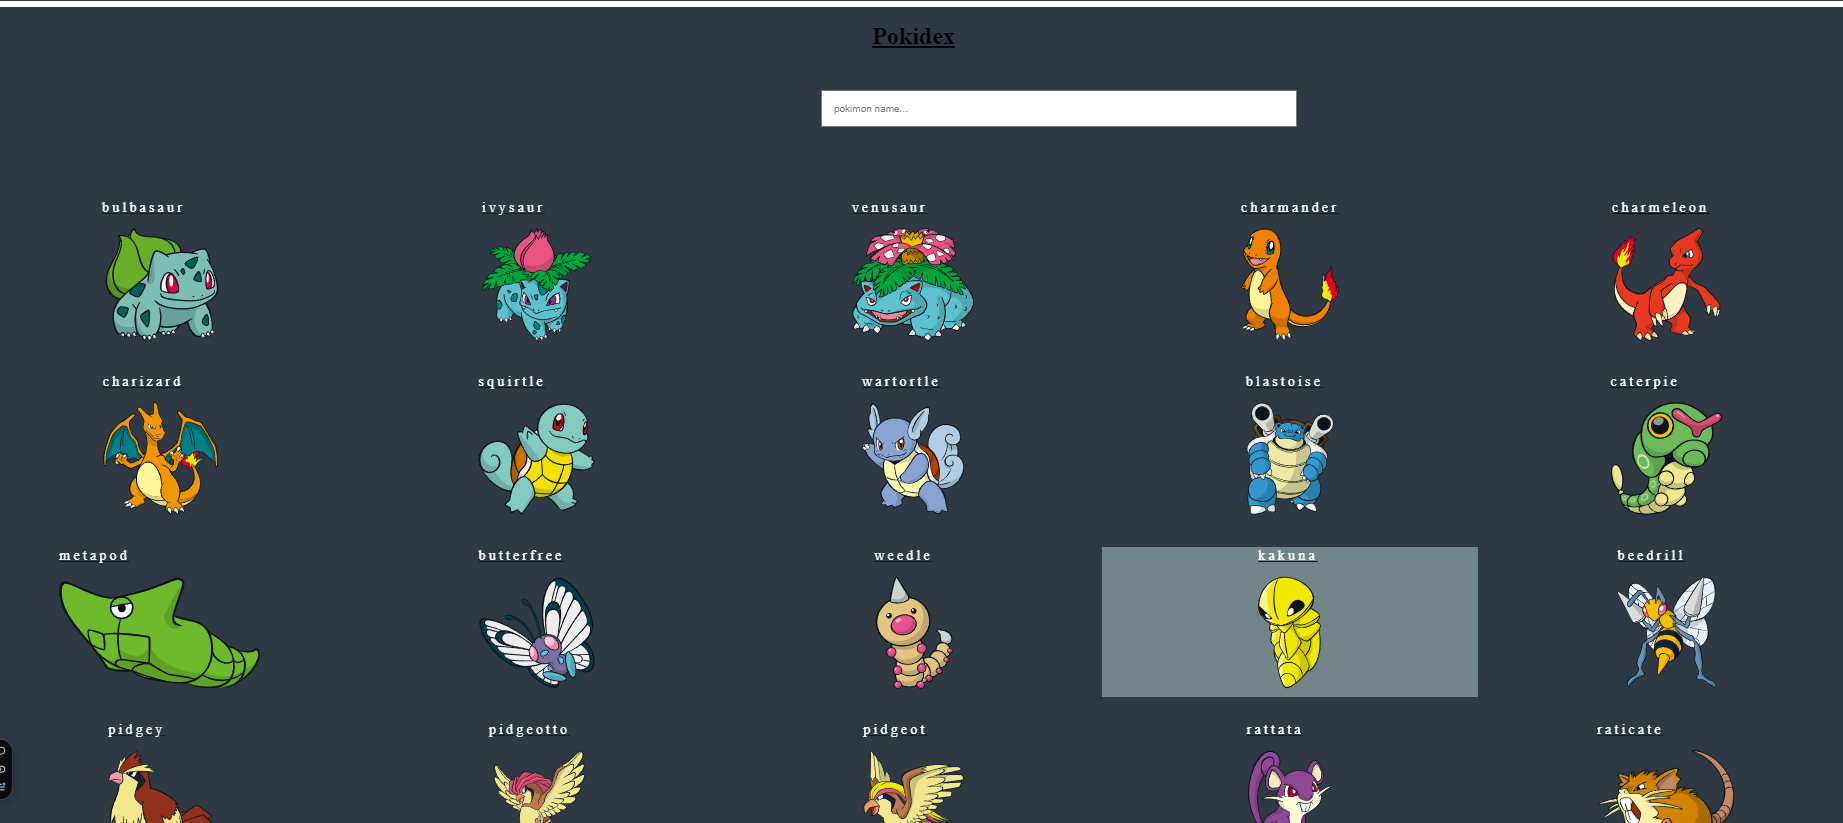 Pokidex
pokimon name...
bulbasaur
ivysaur
venusaur
charmander
charmeleon
charizard
squirtle
wartortle
blastoise
caterpie
metapod
butterfree
weedle
kakuna
beedrill
pidgey
pidgeotto
pidgeot
rattata
raticate